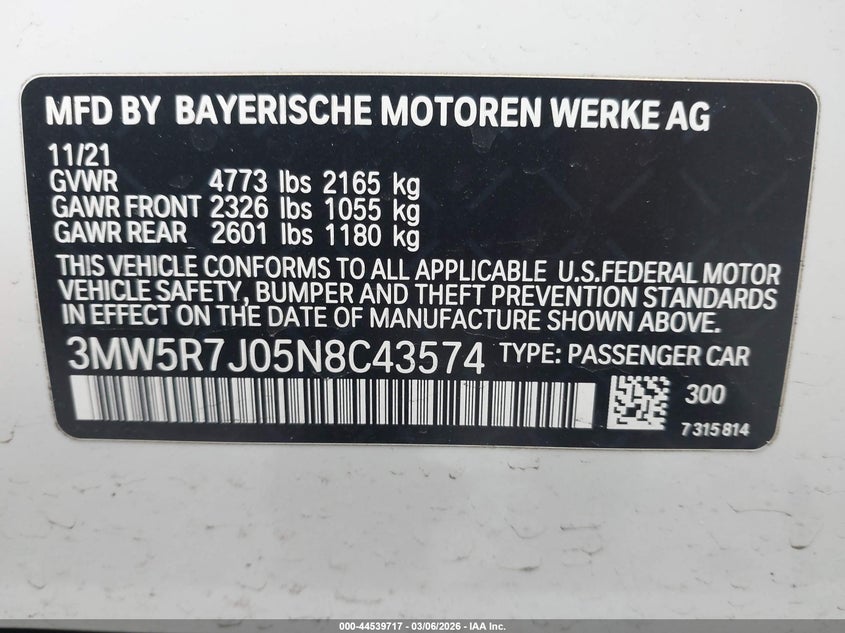 MFD BY BAYERISCHE MOTOREN WERKE AG
11/21
GVWR 4773 lbs 2165 kg
GAWR FRONT 2326 lbs 1055 kg
GAWR REAR 2601 lbs 1180 kg
THIS VEHICLE CONFORMS TO ALL APPLICABLE U.S.FEDERAL MOTOR
VEHICLE SAFETY, BUMPER AND THEFT PREVENTION STANDARDS
IN EFFECT ON THE DATE OF MANUFACTURE SHOWN ABOVE.
3MW5R7J05N8C43574 TYPE: PASSENGER CAR
300
7315814
000-44539717 - 03/06/2026 - IAA Inc.